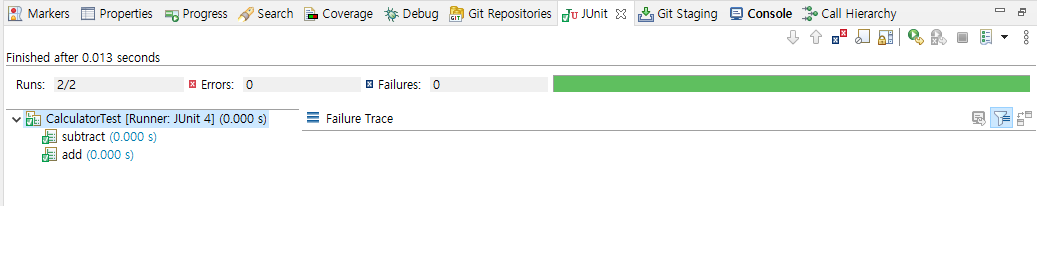 Markers Properties Progress Search Coverage Debug Git Repositories JUnit Git Staging Console Call Hierarchy
Finished after 0.013 seconds
Runs: 2/2 Errors: 0 Failures: 0
CalculatorTest [Runner: JUnit 4] (0.000 s) Failure Trace
subtract (0.000 s)
add (0.000 s)